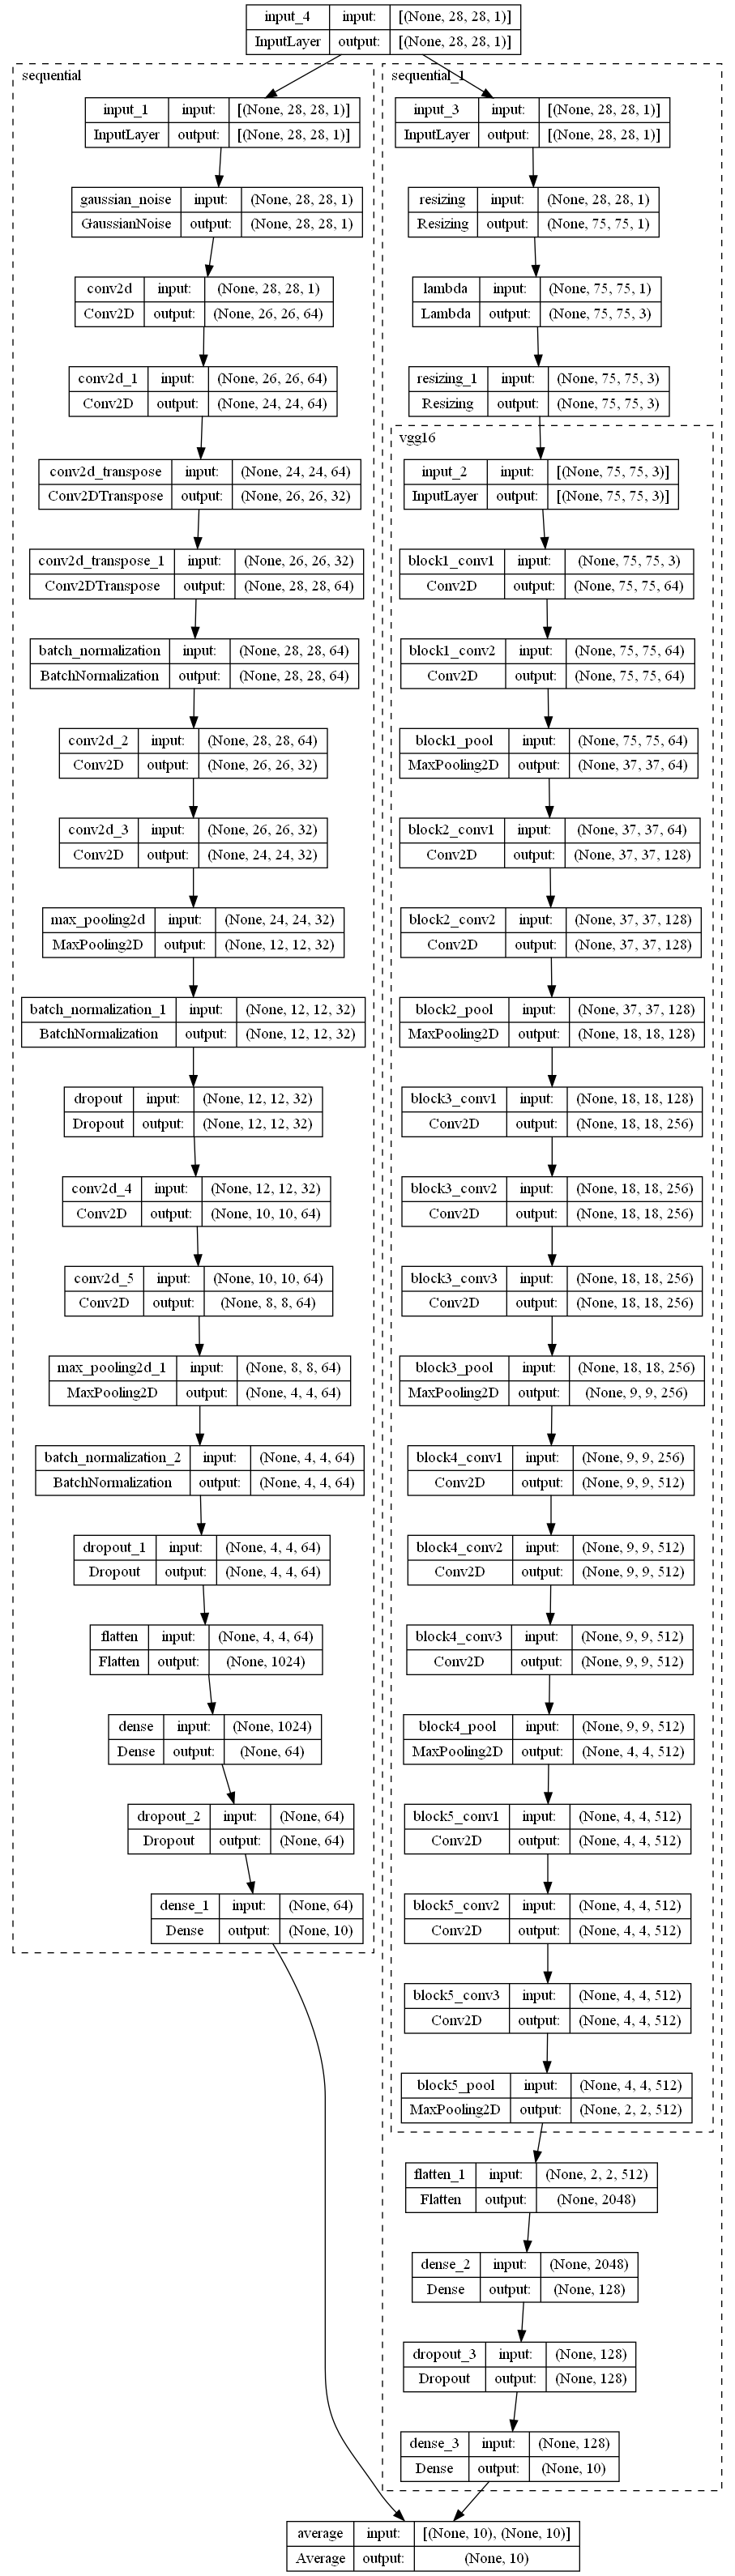 input_4 input: [(None, 28, 28, 1)]
InputLayer output: [(None, 28, 28, 1)]
sequential
input_1 input: [(None, 28, 28, 1)]
InputLayer output: [(None, 28, 28, 1)]
gaussian_noise input: (None, 28, 28, 1)
GaussianNoise output: (None, 28, 28, 1)
conv2d input: (None, 28, 28, 1)
Conv2D output: (None, 26, 26, 64)
conv2d_1 input: (None, 26, 26, 64)
Conv2D output: (None, 24, 24, 64)
conv2d_transpose input: (None, 24, 24, 64)
Conv2DTranspose output: (None, 26, 26, 32)
conv2d_transpose_1 input: (None, 26, 26, 32)
Conv2DTranspose output: (None, 28, 28, 64)
batch_normalization input: (None, 28, 28, 64)
BatchNormalization output: (None, 28, 28, 64)
conv2d_2 input: (None, 28, 28, 64)
Conv2D output: (None, 26, 26, 32)
conv2d_3 input: (None, 26, 26, 32)
Conv2D output: (None, 24, 24, 32)
max_pooling2d input: (None, 24, 24, 32)
MaxPooling2D output: (None, 12, 12, 32)
batch_normalization_1 input: (None, 12, 12, 32)
BatchNormalization output: (None, 12, 12, 32)
dropout input: (None, 12, 12, 32)
Dropout output: (None, 12, 12, 32)
conv2d_4 input: (None, 12, 12, 32)
Conv2D output: (None, 10, 10, 64)
conv2d_5 input: (None, 10, 10, 64)
Conv2D output: (None, 8, 8, 64)
max_pooling2d_1 input: (None, 8, 8, 64)
MaxPooling2D output: (None, 4, 4, 64)
batch_normalization_2 input: (None, 4, 4, 64)
BatchNormalization output: (None, 4, 4, 64)
dropout_1 input: (None, 4, 4, 64)
Dropout output: (None, 4, 4, 64)
flatten input: (None, 4, 4, 64)
Flatten output: (None, 1024)
dense input: (None, 1024)
Dense output: (None, 64)
dropout_2 input: (None, 64)
Dropout output: (None, 64)
dense_1 input: (None, 64)
Dense output: (None, 10)
sequential_1
input_3 input: [(None, 28, 28, 1)]
InputLayer output: [(None, 28, 28, 1)]
resizing input: (None, 28, 28, 1)
Resizing output: (None, 75, 75, 1)
lambda input: (None, 75, 75, 1)
Lambda output: (None, 75, 75, 3)
resizing_1 input: (None, 75, 75, 3)
Resizing output: (None, 75, 75, 3)
vgg16
input_2 input: [(None, 75, 75, 3)]
InputLayer output: [(None, 75, 75, 3)]
block1_conv1 input: (None, 75, 75, 3)
Conv2D output: (None, 75, 75, 64)
block1_conv2 input: (None, 75, 75, 64)
Conv2D output: (None, 75, 75, 64)
block1_pool input: (None, 75, 75, 64)
MaxPooling2D output: (None, 37, 37, 64)
block2_conv1 input: (None, 37, 37, 64)
Conv2D output: (None, 37, 37, 128)
block2_conv2 input: (None, 37, 37, 128)
Conv2D output: (None, 37, 37, 128)
block2_pool input: (None, 37, 37, 128)
MaxPooling2D output: (None, 18, 18, 128)
block3_conv1 input: (None, 18, 18, 128)
Conv2D output: (None, 18, 18, 256)
block3_conv2 input: (None, 18, 18, 256)
Conv2D output: (None, 18, 18, 256)
block3_conv3 input: (None, 18, 18, 256)
Conv2D output: (None, 18, 18, 256)
block3_pool input: (None, 18, 18, 256)
MaxPooling2D output: (None, 9, 9, 256)
block4_conv1 input: (None, 9, 9, 256)
Conv2D output: (None, 9, 9, 512)
block4_conv2 input: (None, 9, 9, 512)
Conv2D output: (None, 9, 9, 512)
block4_conv3 input: (None, 9, 9, 512)
Conv2D output: (None, 9, 9, 512)
block4_pool input: (None, 9, 9, 512)
MaxPooling2D output: (None, 4, 4, 512)
block5_conv1 input: (None, 4, 4, 512)
Conv2D output: (None, 4, 4, 512)
block5_conv2 input: (None, 4, 4, 512)
Conv2D output: (None, 4, 4, 512)
block5_conv3 input: (None, 4, 4, 512)
Conv2D output: (None, 4, 4, 512)
block5_pool input: (None, 4, 4, 512)
MaxPooling2D output: (None, 2, 2, 512)
flatten_1 input: (None, 2, 2, 512)
Flatten output: (None, 2048)
dense_2 input: (None, 2048)
Dense output: (None, 128)
dropout_3 input: (None, 128)
Dropout output: (None, 128)
dense_3 input: (None, 128)
Dense output: (None, 10)
average input: [(None, 10), (None, 10)]
Average output: (None, 10)